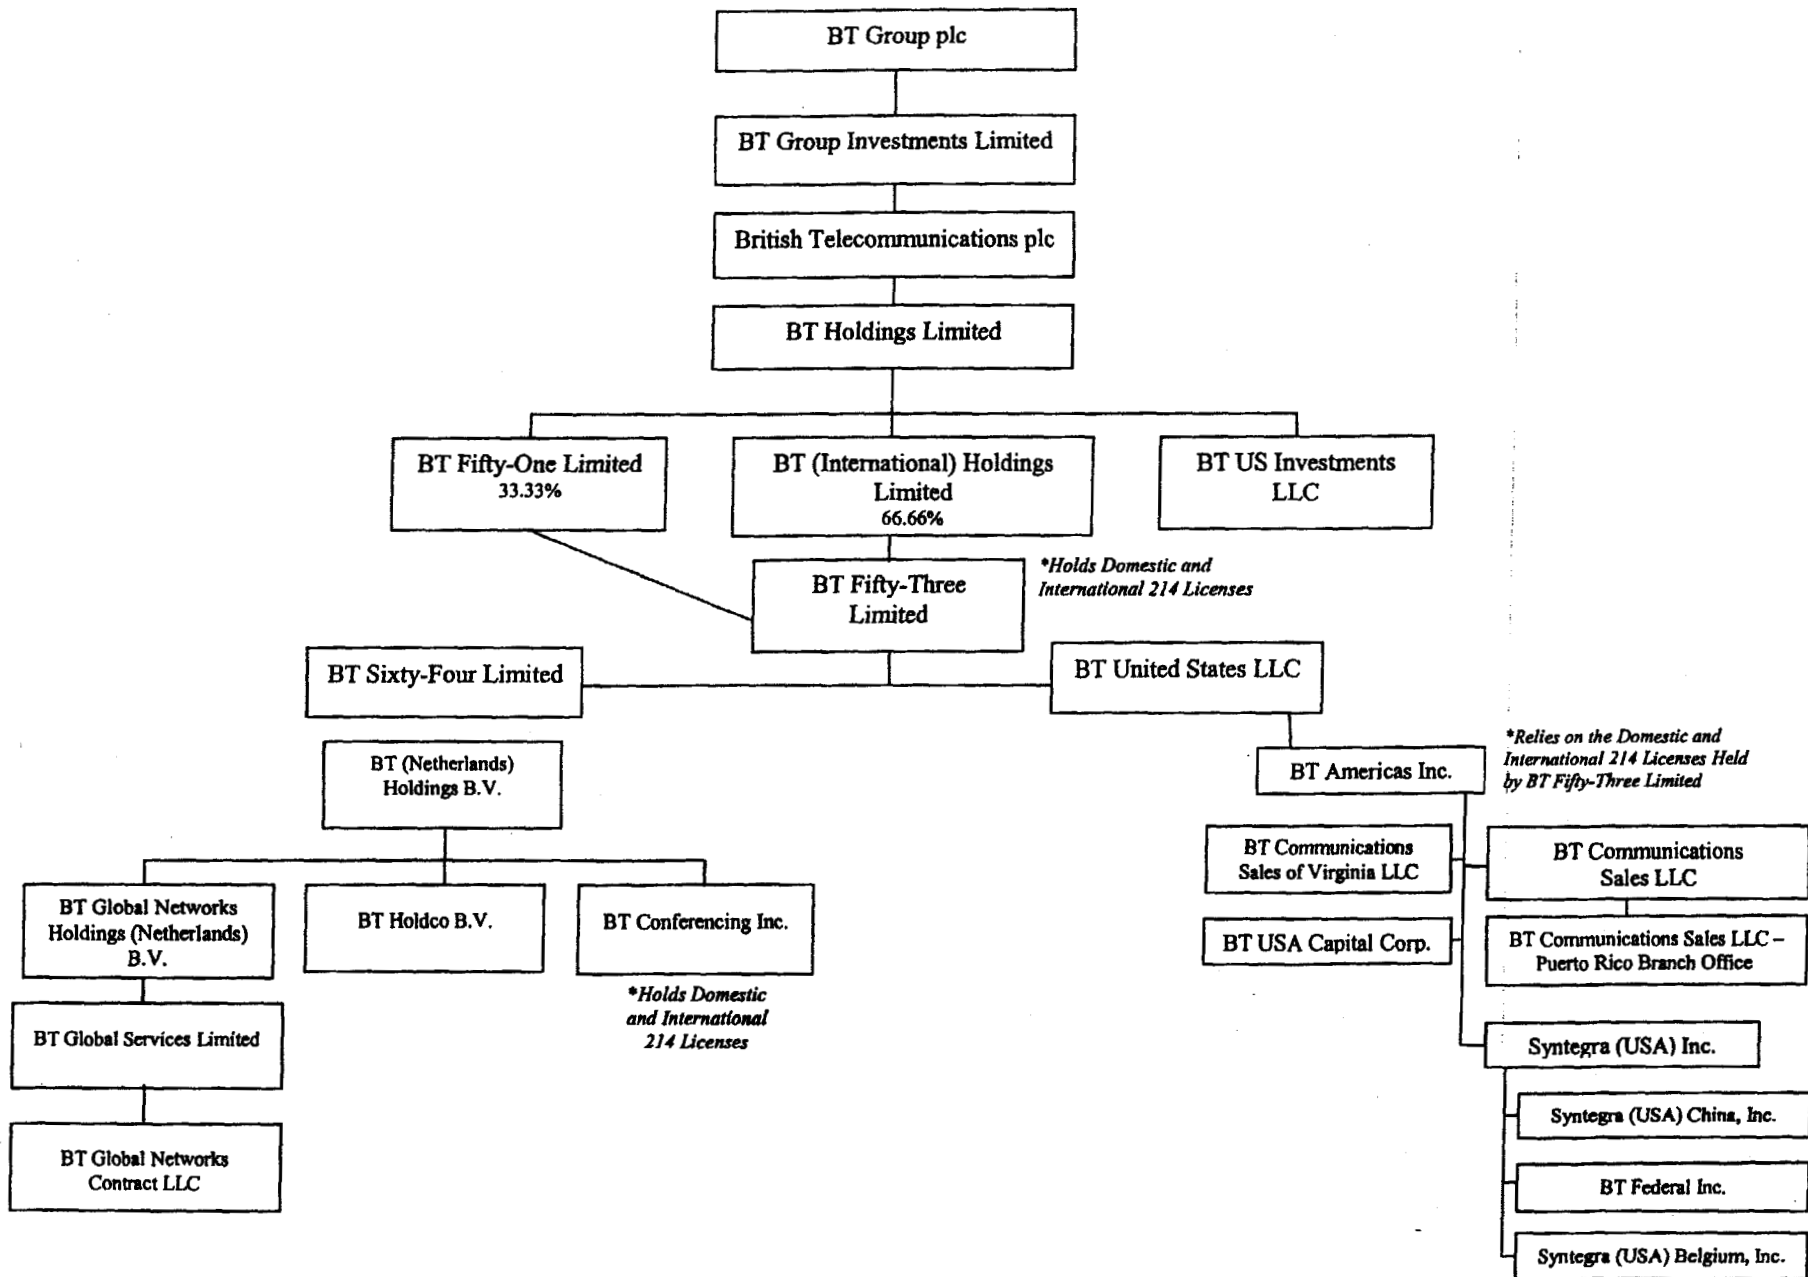 BT Group plc
BT Group Investments Limited
British Telecommunications plc
BT Holdings Limited
BT Fifty-One Limited
33.33%
BT (International) Holdings
Limited
66.66%
BT US Investments
LLC
BT Fifty-Three
Limited
*Holds Domestic and
International 214 Licenses
BT Sixty-Four Limited
BT United States LLC
BT (Netherlands)
Holdings B.V.
BT Americas Inc.
*Relies on the Domestic and
International 214 Licenses Held
by BT Fifty-Three Limited
BT Communications
Sales of Virginia LLC
BT Communications
Sales LLC
BT Global Networks
Holdings (Netherlands)
B.V.
BT Holdco B.V.
BT Conferencing Inc.
*Holds Domestic
and International
214 Licenses
BT USA Capital Corp.
BT Communications Sales LLC –
Puerto Rico Branch Office
BT Global Services Limited
Syntegra (USA) Inc.
Syntegra (USA) China, Inc.
BT Global Networks
Contract LLC
BT Federal Inc.
Syntegra (USA) Belgium, Inc.